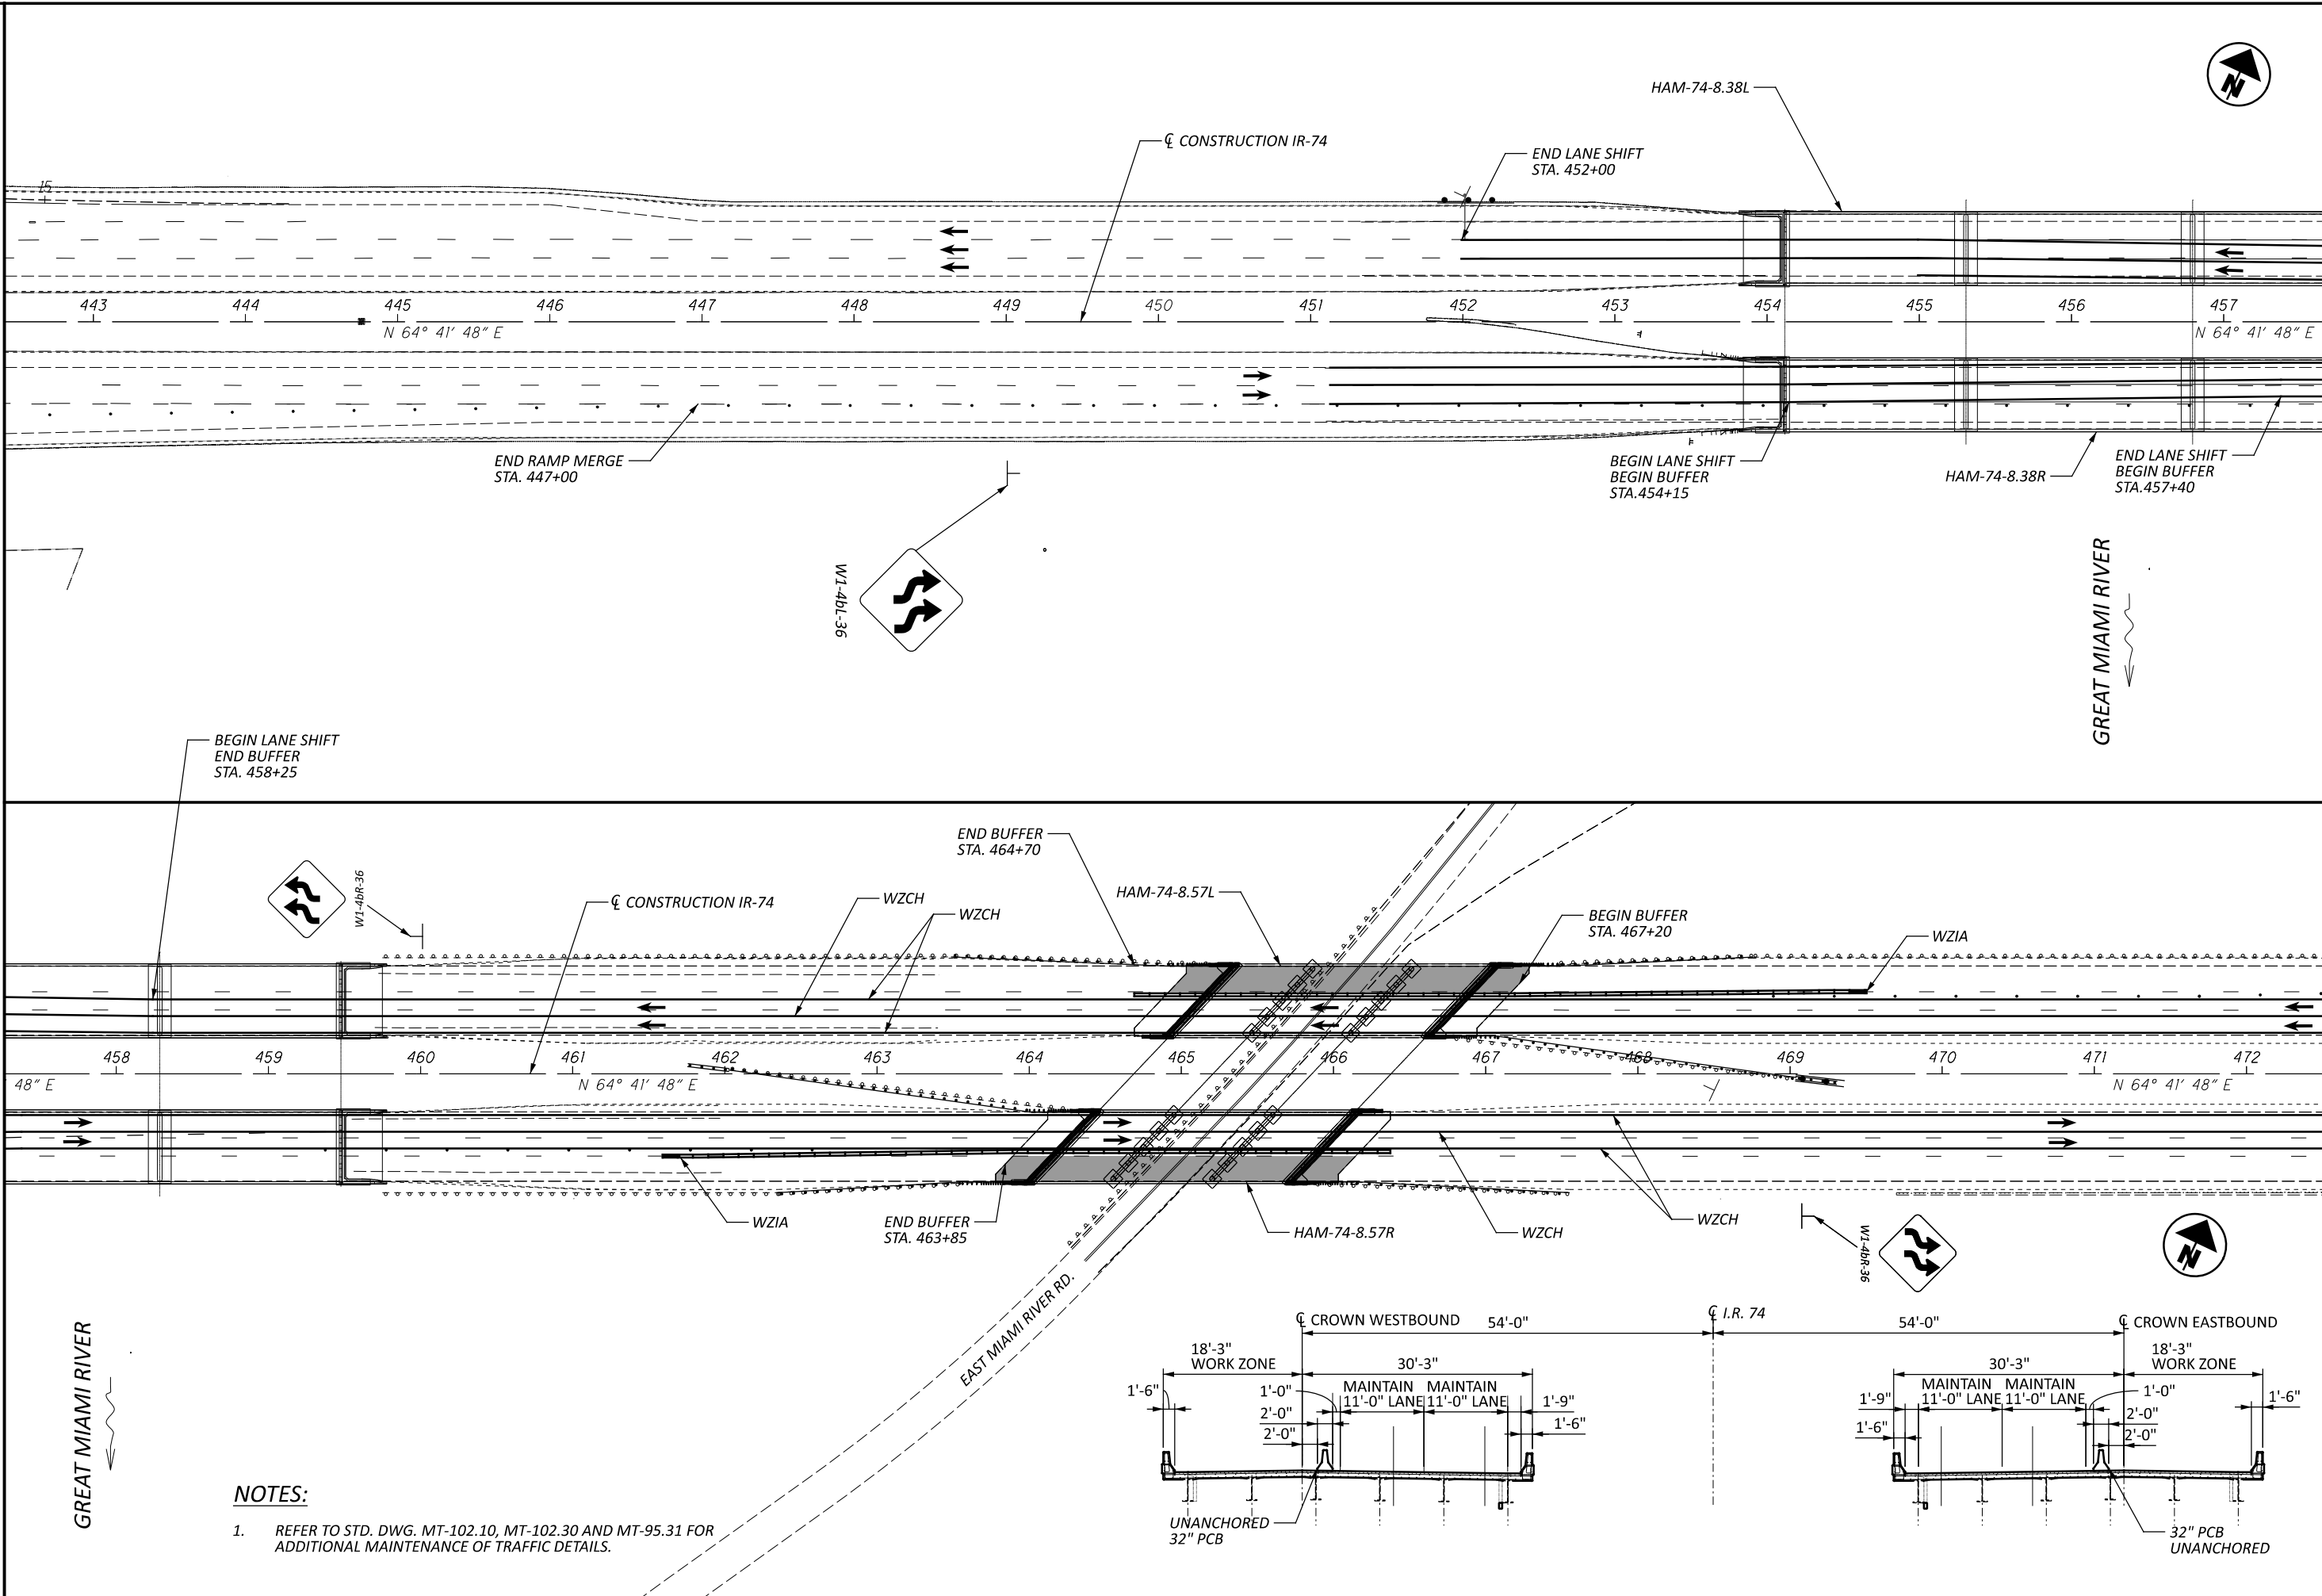 HAM-74-8.38L
N
℄ CONSTRUCTION IR-74
END LANE SHIFT
STA. 452+00
15
443 444 445 446 447 448 449 450 451 452 453 454 455 456 457
N 64° 41' 48" E
N 64° 41' 48" E
END RAMP MERGE
STA. 447+00
BEGIN LANE SHIFT
BEGIN BUFFER
STA.454+15
HAM-74-8.38R
END LANE SHIFT
BEGIN BUFFER
STA.457+40
W1-4bL-36
GREAT MIAMI RIVER
BEGIN LANE SHIFT
END BUFFER
STA. 458+25
END BUFFER
STA. 464+70
W1-4bR-36
℄ CONSTRUCTION IR-74
WZCH
WZCH
HAM-74-8.57L
BEGIN BUFFER
STA. 467+20
WZIA
458 459 460 461 462 463 464 465 466 467 468 469 470 471 472
48" E
N 64° 41' 48" E
N 64° 41' 48" E
WZIA
END BUFFER
STA. 463+85
HAM-74-8.57R
WZCH
WZCH
W1-4bR-36
N
EAST MIAMI RIVER RD.
GREAT MIAMI RIVER
℄ CROWN WESTBOUND
54'-0"
℄ I.R. 74
54'-0"
℄ CROWN EASTBOUND
18'-3"
WORK ZONE
30'-3"
1'-6"
1'-0"
MAINTAIN
11'-0" LANE
MAINTAIN
11'-0" LANE
1'-9"
2'-0"
1'-6"
2'-0"
UNANCHORED
32" PCB
30'-3"
18'-3"
WORK ZONE
1'-9"
MAINTAIN
11'-0" LANE
MAINTAIN
11'-0" LANE
1'-0"
1'-6"
1'-6"
2'-0"
2'-0"
32" PCB
UNANCHORED
NOTES:
1. REFER TO STD. DWG. MT-102.10, MT-102.30 AND MT-95.31 FOR
ADDITIONAL MAINTENANCE OF TRAFFIC DETAILS.